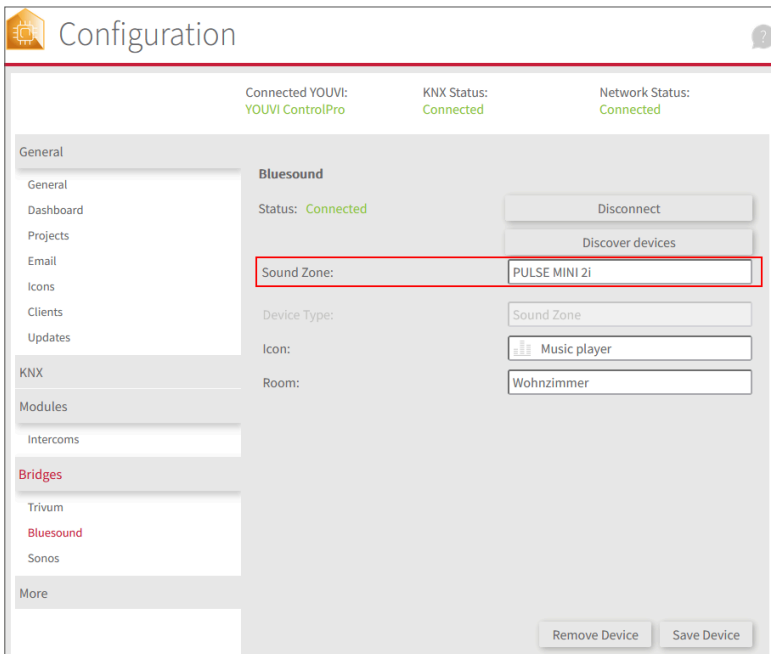 Configuration
?
Connected YOUVI: KNX Status: Network Status:
YOUVI ControlPro Connected Connected
General
General
Dashboard
Projects
Email
Icons
Clients
Updates
KNX
Modules
Intercoms
Bridges
Trivum
Bluesound
Sonos
More
Bluesound
Status: Connected Disconnect
Discover devices
Sound Zone: PULSE MINI 2i
Device Type: Sound Zone
Icon: Music player
Room: Wohnzimmer
Remove Device Save Device